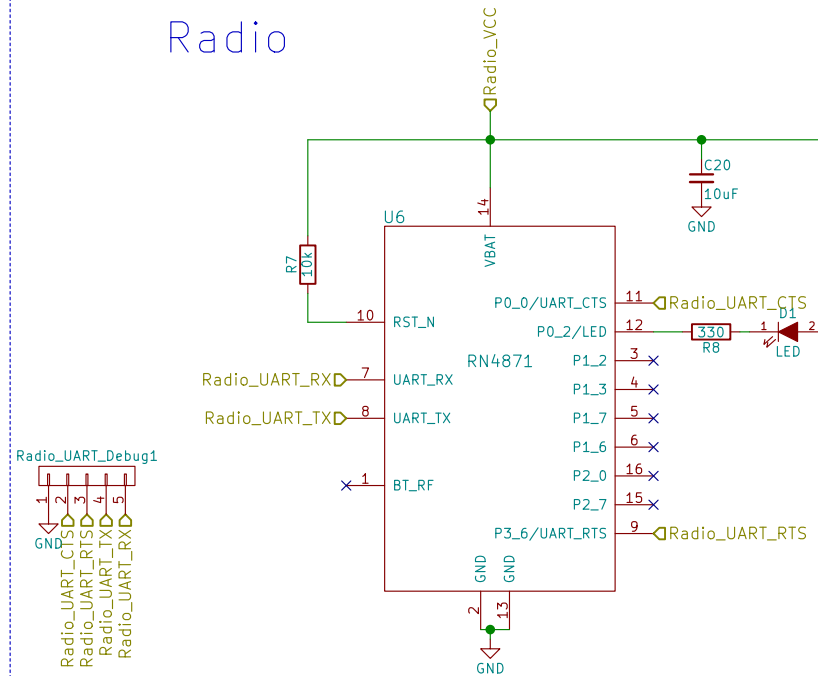 Radio
Radio_VCC
C20
10uF
GND
U6
14
VBAT
R7
10k
10
RST_N
P0_0/UART_CTS
11
Radio_UART_CTS
P0_2/LED
12
330
R8
D1
1
2
LED
RN4871
P1_2
3
Radio_UART_RX
7
UART_RX
P1_3
4
Radio_UART_TX
8
UART_TX
P1_7
5
P1_6
6
Radio_UART_Debug1
P2_0
16
1
BT_RF
P2_7
15
1
2
3
4
5
P3_6/UART_RTS
9
Radio_UART_RTS
GND
Radio_UART_CTS
Radio_UART_RTS
Radio_UART_TX
Radio_UART_RX
GND
GND
2
13
GND